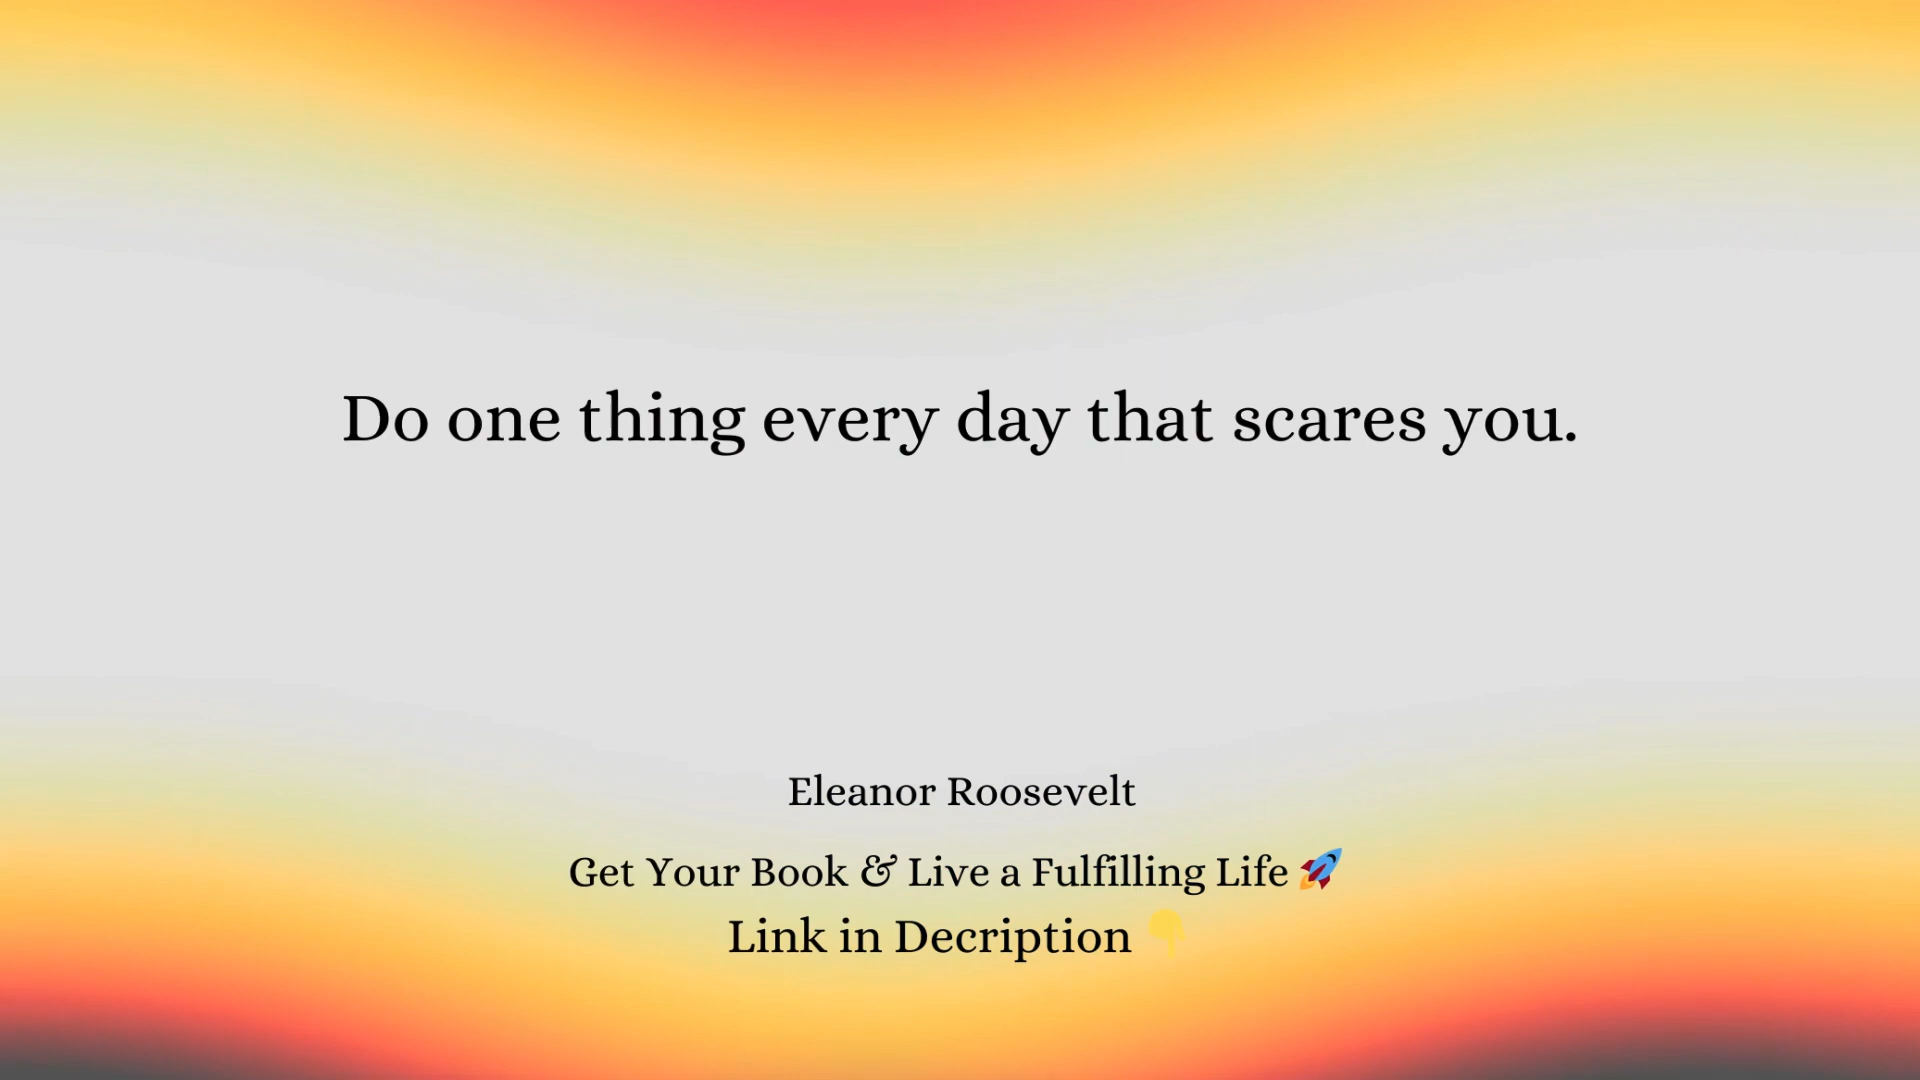 Do one thing every day that scares you.
Eleanor Roosevelt
Get Your Book & Live a Fulfilling Life 🚀
Link in Decription 👇